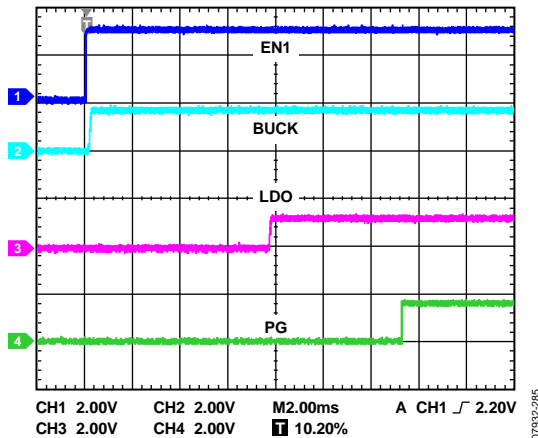 T
EN1
1
BUCK
2
LDO
3
PG
4
CH1 2.00V CH2 2.00V M2.00ms A CH1 2.20V
CH3 2.00V CH4 2.00V T 10.20%
07932-285